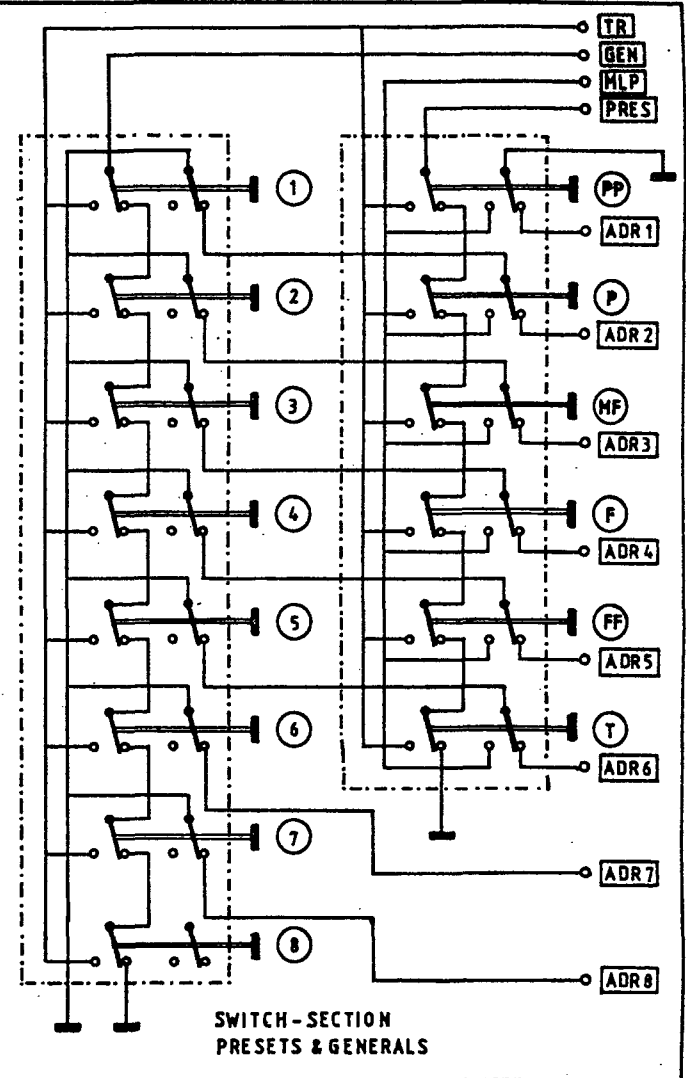 TR
GEN
MLP
PRES
1
PP
ADR 1
2
P
ADR 2
3
MF
ADR 3
4
F
ADR 4
5
FF
ADR 5
6
T
ADR 6
7
ADR 7
8
ADR 8
SWITCH-SECTION
PRESETS & GENERALS